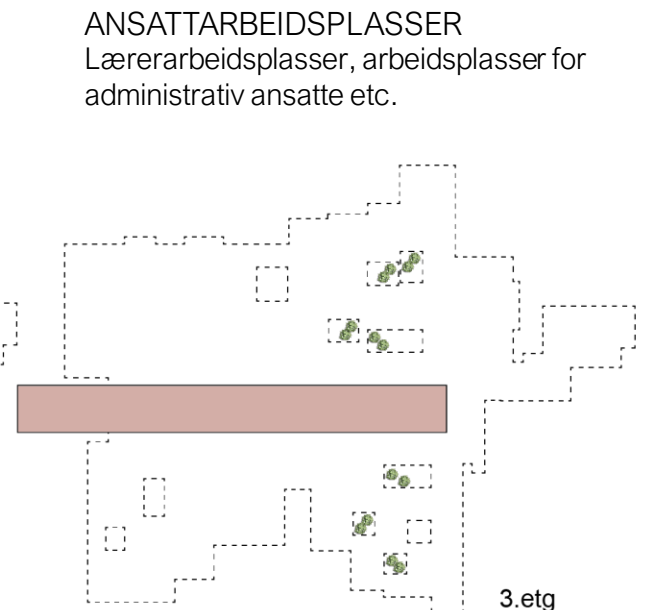 ANSATTARBEIDSPLASSER
Lærerarbeidsplasser, arbeidsplasser for
administrativ ansatte etc.
3.etg